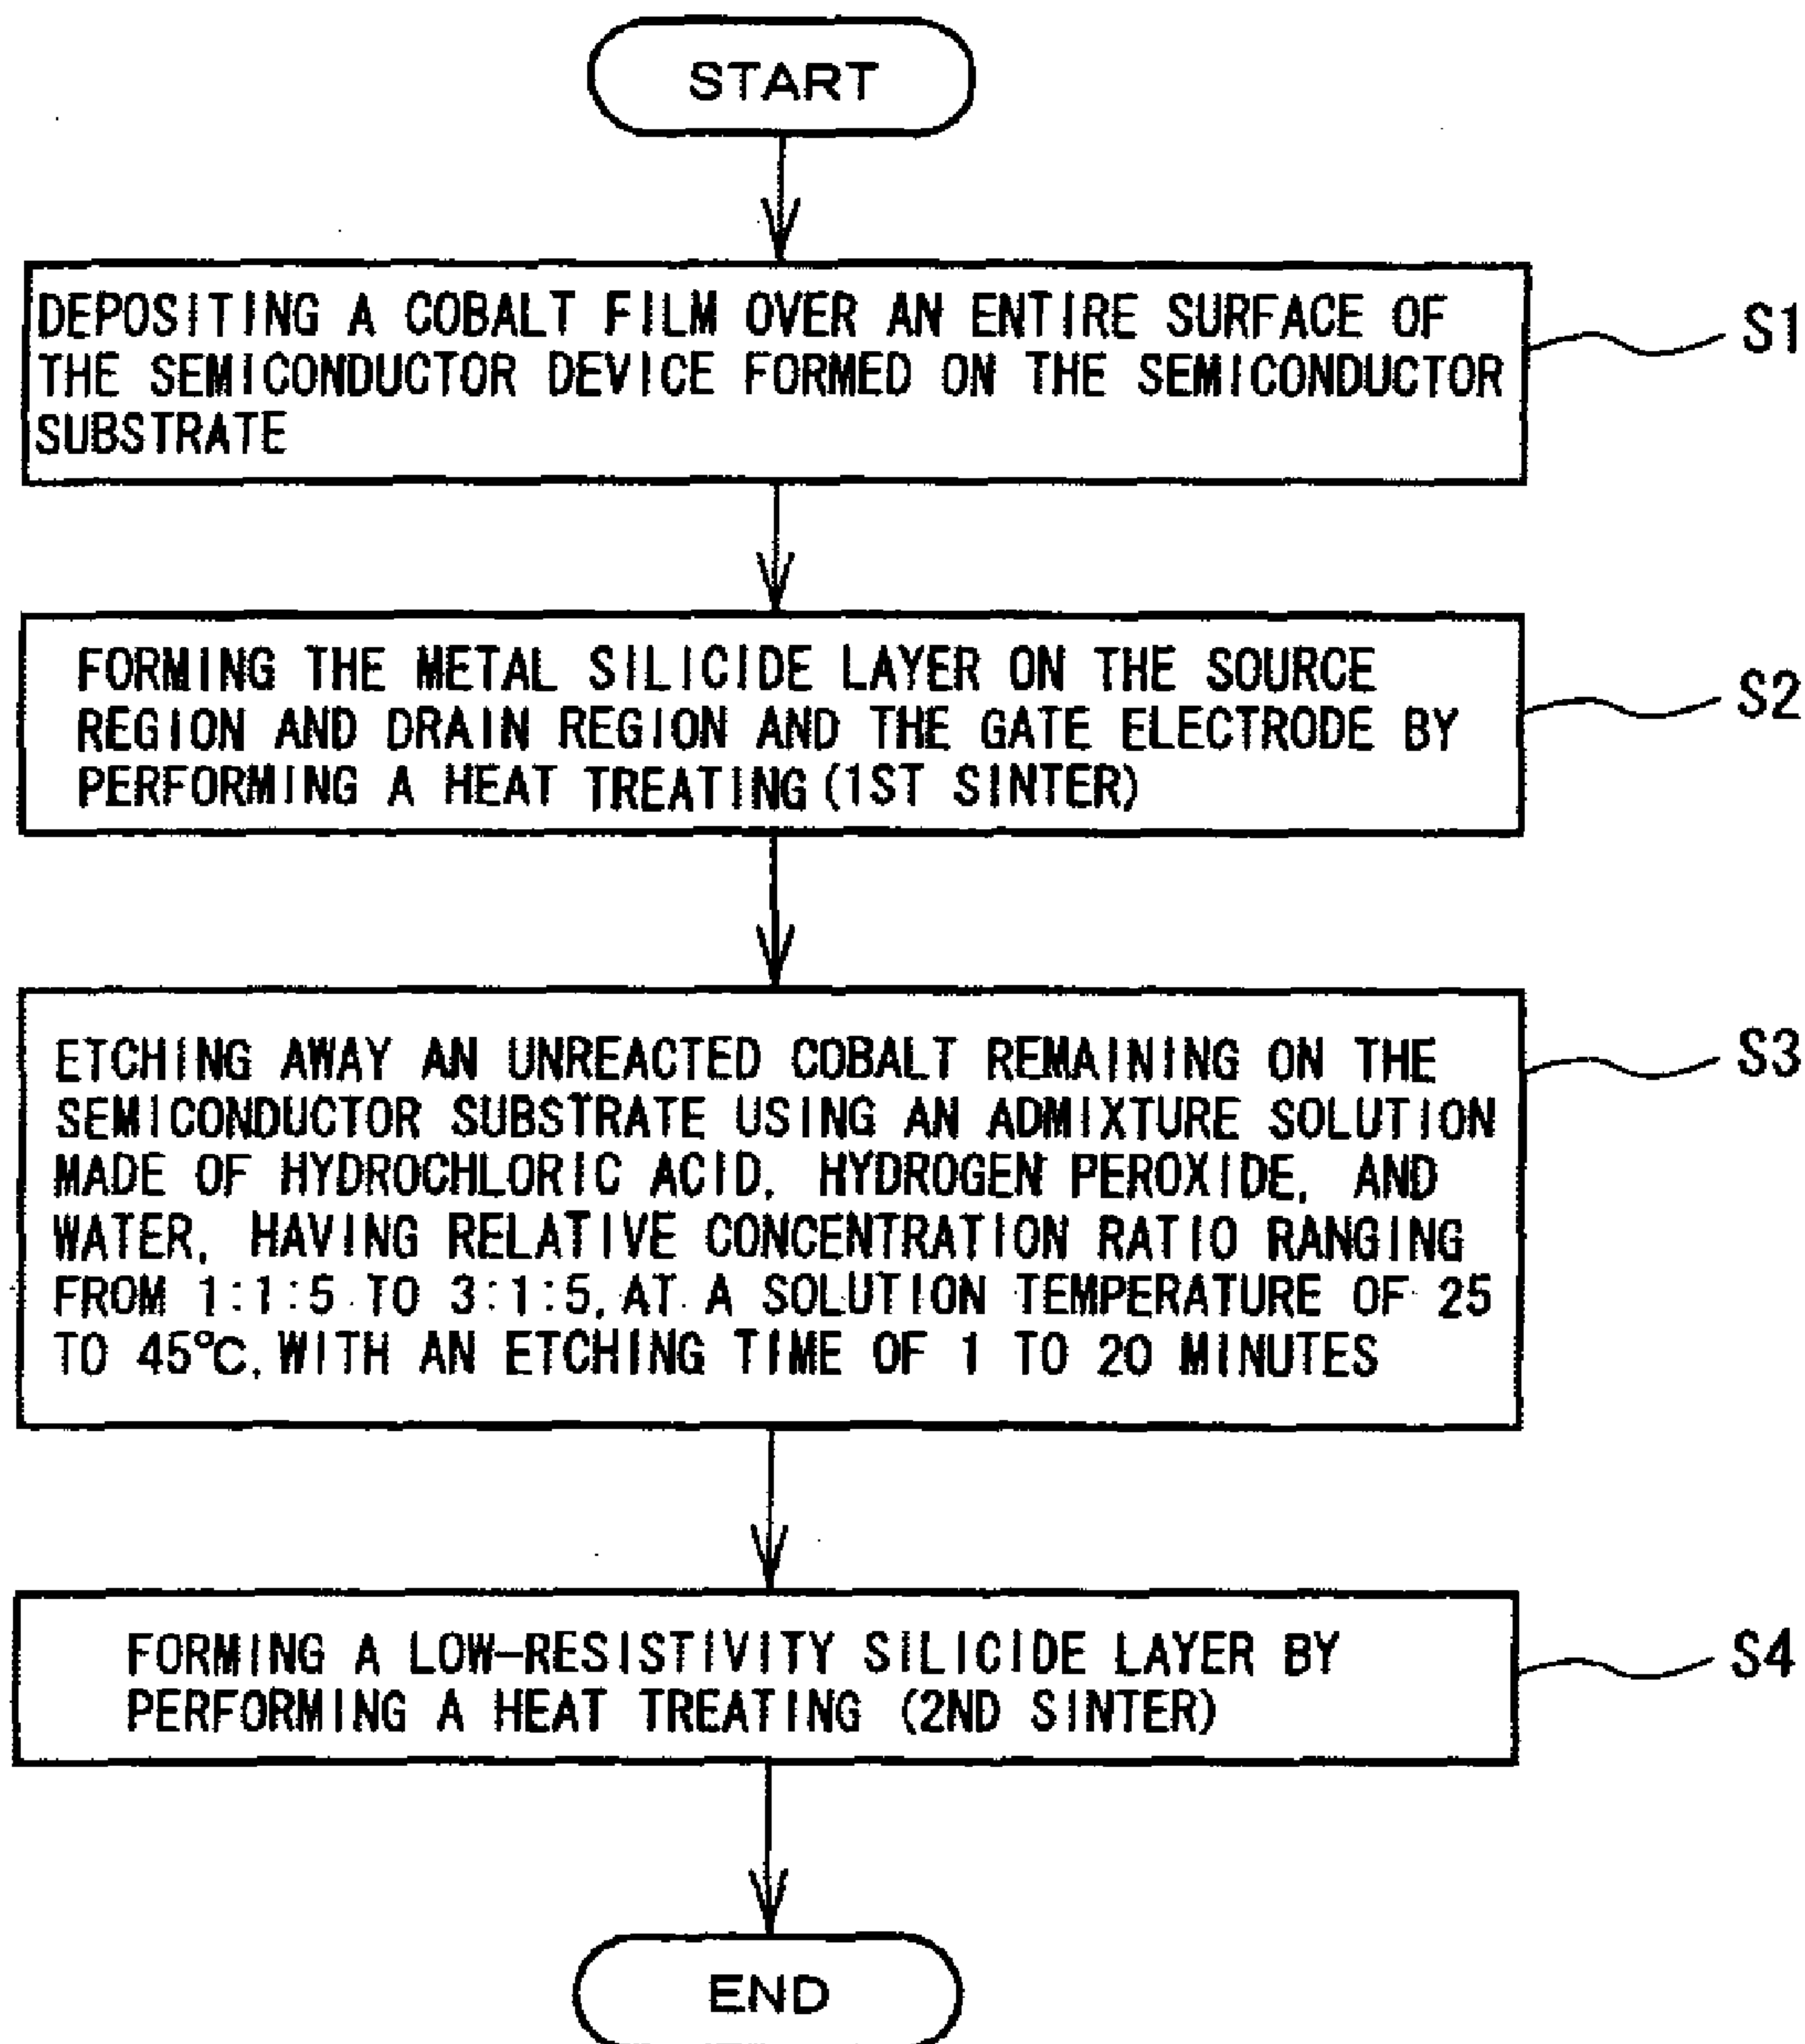 START
DEPOSITING A COBALT FILM OVER AN ENTIRE SURFACE OF
THE SEMICONDUCTOR DEVICE FORMED ON THE SEMICONDUCTOR
SUBSTRATE
S1
FORMING THE METAL SILICIDE LAYER ON THE SOURCE
REGION AND DRAIN REGION AND THE GATE ELECTRODE BY
PERFORMING A HEAT TREATING (1ST SINTER)
S2
ETCHING AWAY AN UNREACTED COBALT REMAINING ON THE
SEMICONDUCTOR SUBSTRATE USING AN ADMIXTURE SOLUTION
MADE OF HYDROCHLORIC ACID, HYDROGEN PEROXIDE, AND
WATER, HAVING RELATIVE CONCENTRATION RATIO RANGING
FROM 1:1:5 TO 3:1:5, AT A SOLUTION TEMPERATURE OF 25
TO 45°C, WITH AN ETCHING TIME OF 1 TO 20 MINUTES
S3
FORMING A LOW-RESISTIVITY SILICIDE LAYER BY
PERFORMING A HEAT TREATING (2ND SINTER)
S4
END